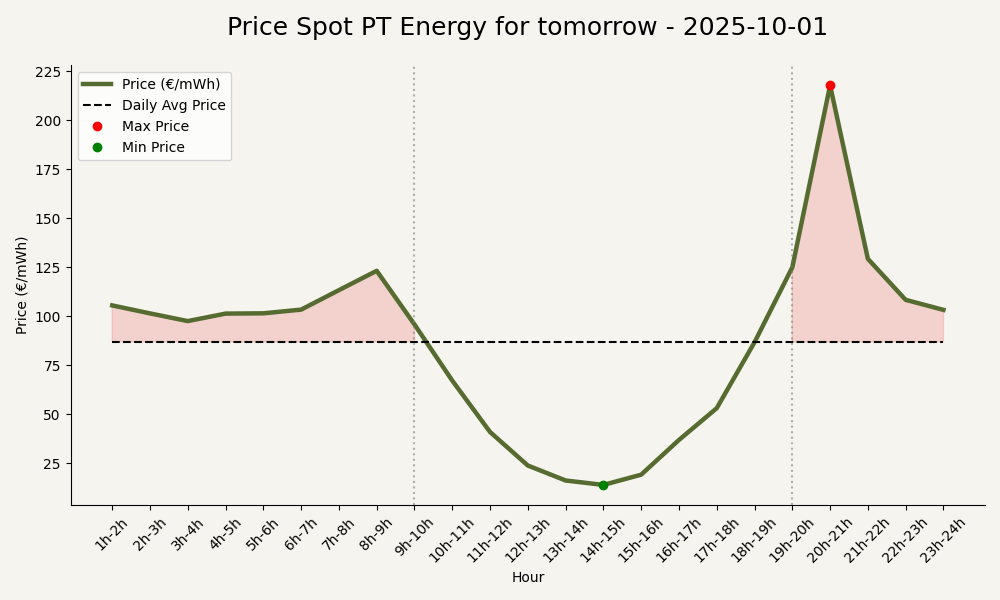 Price Spot PT Energy for tomorrow - 2025-10-01
Price (€/mWh)
Daily Avg Price
Max Price
Min Price
Price (€/mWh)
225
200
175
150
125
100
75
50
25
1h-2h
2h-3h
3h-4h
4h-5h
5h-6h
6h-7h
7h-8h
8h-9h
9h-10h
10h-11h
11h-12h
12h-13h
13h-14h
14h-15h
15h-16h
16h-17h
17h-18h
18h-19h
19h-20h
20h-21h
21h-22h
22h-23h
23h-24h
Hour